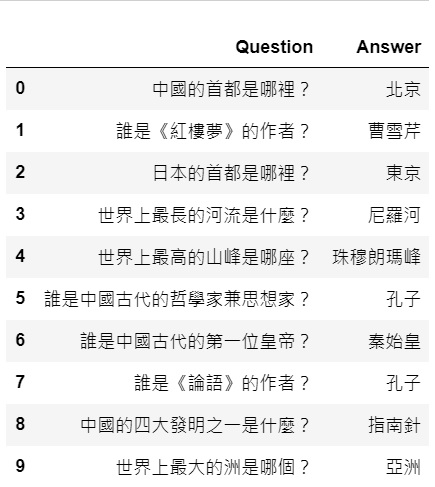 Question Answer
0 中國的首都是哪裡？ 北京
1 誰是《紅樓夢》的作者？ 曹雪芹
2 日本的首都是哪裡？ 東京
3 世界上最長的河流是什麼？ 尼羅河
4 世界上最高的山峰是哪座？ 珠穆朗瑪峰
5 誰是中國古代的哲學家兼思想家？ 孔子
6 誰是中國古代的第一位皇帝？ 秦始皇
7 誰是《論語》的作者？ 孔子
8 中國的四大發明之一是什麼？ 指南針
9 世界上最大的洲是哪個？ 亞洲